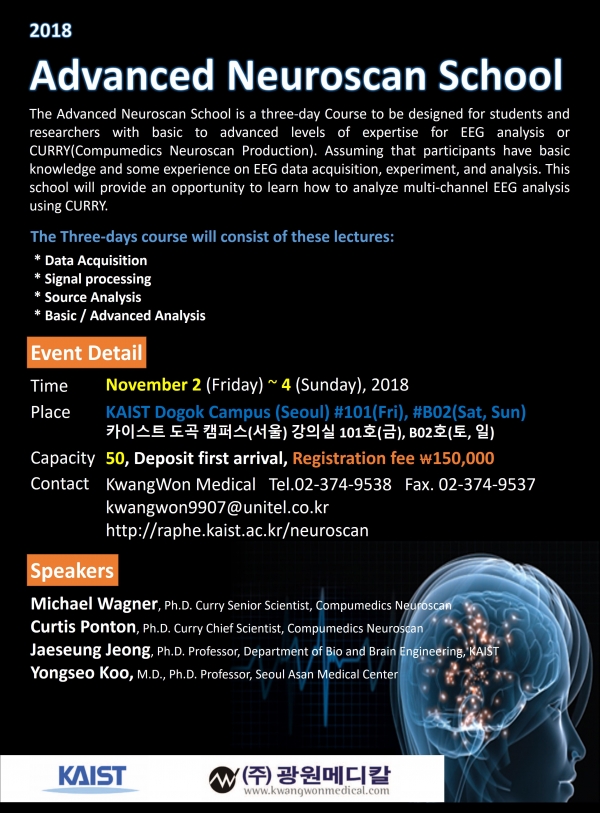 2018
Advanced Neuroscan School
The Advanced Neuroscan School is a three-day Course to be designed for students and
researchers with basic to advanced levels of expertise for EEG analysis or
CURRY(Compumedics Neuroscan Production). Assuming that participants have basic
knowledge and some experience on EEG data acquisition, experiment, and analysis. This
school will provide an opportunity to learn how to analyze multi-channel EEG analysis
using CURRY.
The Three-days course will consist of these lectures:
* Data Acquisition
* Signal processing
* Source Analysis
* Basic / Advanced Analysis
Event Detail
Time November 2 (Friday) ~ 4 (Sunday), 2018
Place KAIST Dogok Campus (Seoul) #101(Fri), #B02(Sat, Sun)
카이스트 도곡 캠퍼스(서울) 강의실 101호(금), B02호(토, 일)
Capacity 50, Deposit first arrival, Registration fee ₩150,000
Contact KwangWon Medical Tel.02-374-9538 Fax. 02-374-9537
kwangwon9907@unitel.co.kr
http://raphe.kaist.ac.kr/neuroscan
Speakers
Michael Wagner, Ph.D. Curry Senior Scientist, Compumedics Neuroscan
Curtis Ponton, Ph.D. Curry Chief Scientist, Compumedics Neuroscan
Jaeseung Jeong, Ph.D. Professor, Department of Bio and Brain Engineering, KAIST
Yongseo Koo, M.D., Ph.D. Professor, Seoul Asan Medical Center
KAIST (주)광원메디칼
www.kwangwonmedical.com